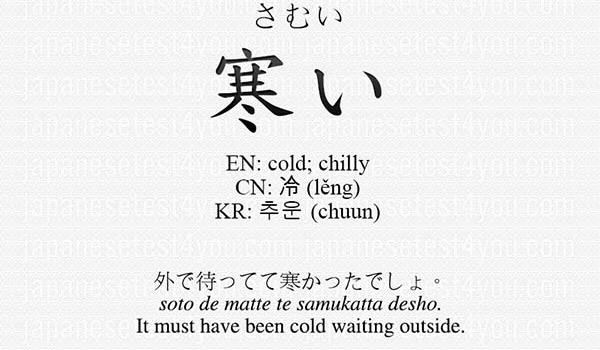 さむい
寒い
EN: cold; chilly
CN: 冷 (lěng)
KR: 추운 (chuun)
外で待ってて寒かったでしょ。
soto de matte te samukatta desho.
It must have been cold waiting outside.
japanesetest4you.com